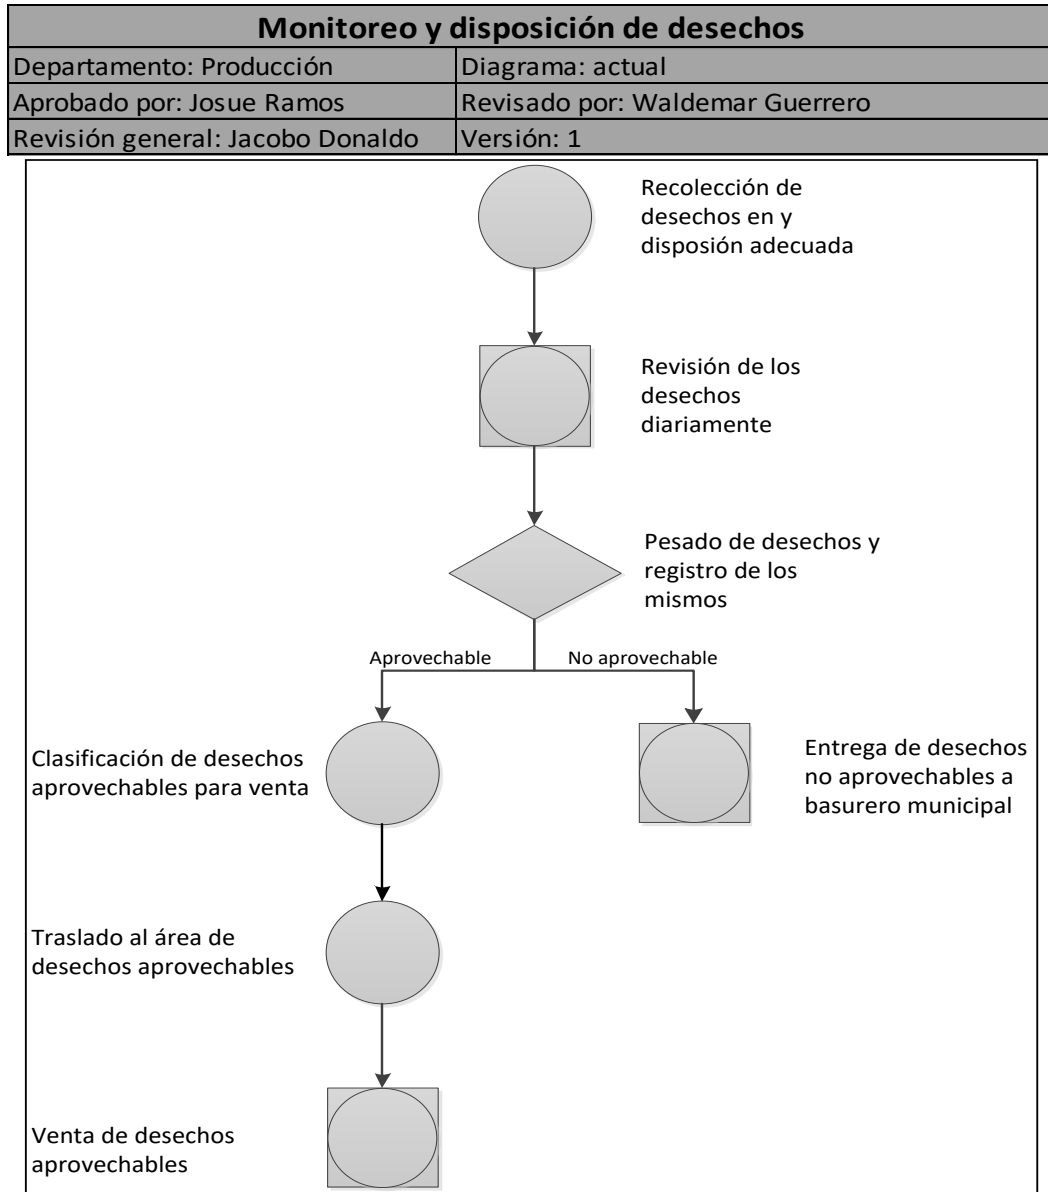 Monitoreo y disposición de desechos
Departamento: Producción
Diagrama: actual
Aprobado por: Josue Ramos
Revisado por: Waldemar Guerrero
Revisión general: Jacobo Donaldo
Versión: 1
Recolección de
desechos en y
disposión adecuada
Revisión de los
desechos
diariamente
Pesado de desechos y
registro de los
mismos
Aprovechable
No aprovechable
Clasificación de desechos
aprovechables para venta
Entrega de desechos
no aprovechables a
basurero municipal
Traslado al área de
desechos aprovechables
Venta de desechos
aprovechables